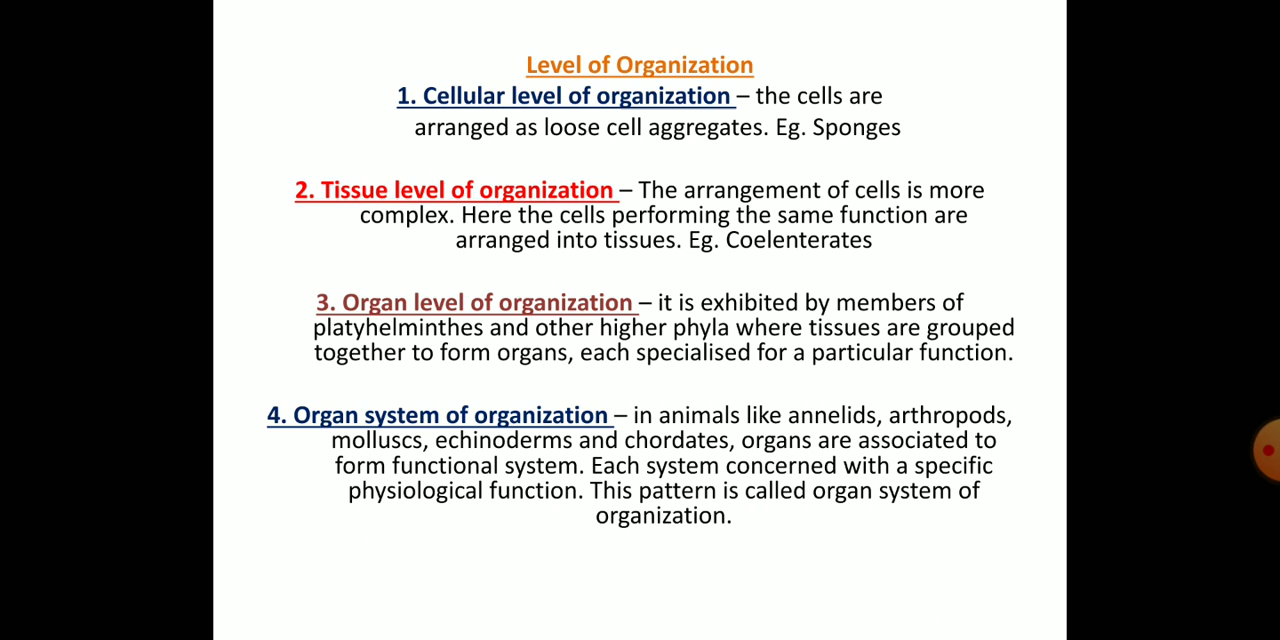 Level of Organization
1. Cellular level of organization – the cells are
arranged as loose cell aggregates. Eg. Sponges
2. Tissue level of organization – The arrangement of cells is more
complex. Here the cells performing the same function are
arranged into tissues. Eg. Coelenterates
3. Organ level of organization – it is exhibited by members of
platyhelminthes and other higher phyla where tissues are grouped
together to form organs, each specialised for a particular function.
4. Organ system of organization – in animals like annelids, arthropods,
molluscs, echinoderms and chordates, organs are associated to
form functional system. Each system concerned with a specific
physiological function. This pattern is called organ system of
organization.